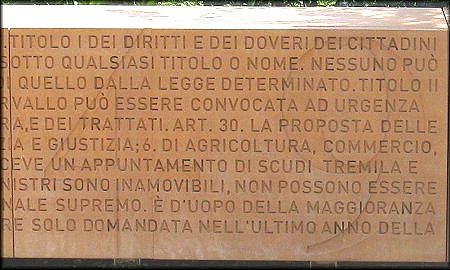 .TITOLO I DEI DIRITTI E DEI DOVERI DEI CITTADINI
SOTTO QUALSIASI TITOLO O NOME. NESSUNO PUÒ
DI QUELLO DALLA LEGGE DETERMINATO.TITOLO II
RVALLO PUÒ ESSERE CONVOCATA AD URGENZA
RA,E DEI TRATTATI. ART. 30. LA PROPOSTA DELLE
ZIA E GIUSTIZIA;6. DI AGRICOLTURA, COMMERCIO,
CEVE UN APPUNTAMENTO DI SCUDI TREMILA E
NISTRI SONO INAMOVIBILI, NON POSSONO ESSERE
NALE SUPREMO. È D'UOPO DELLA MAGGIORANZA
RE SOLO DOMANDATA NELL'ULTIMO ANNO DELLA